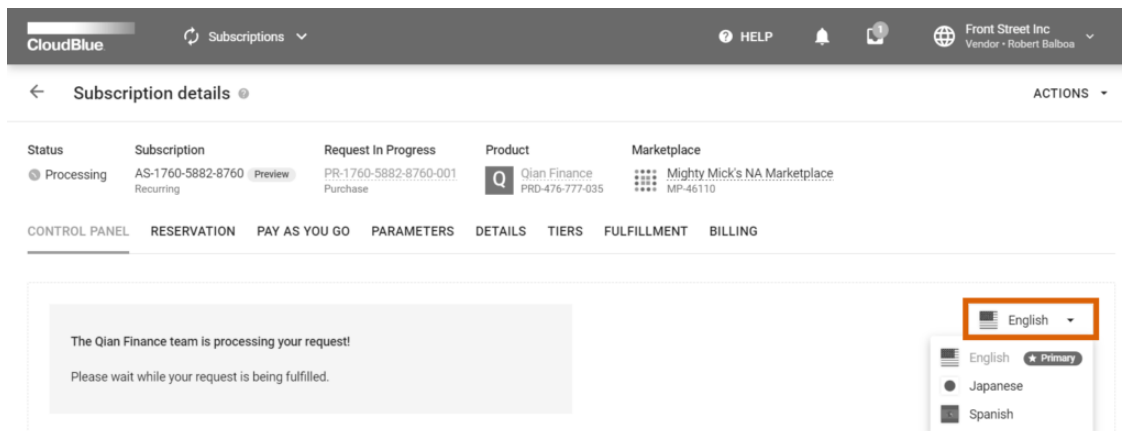 CloudBlue.
Subscriptions
HELP
1
Front Street Inc
Vendor • Robert Balboa
Subscription details
ACTIONS
Status
Processing
Subscription
AS-1760-5882-8760 Preview
Recurring
Request In Progress
PR-1760-5882-8760-001
Purchase
Product
Q
Qian Finance
PRD-476-777-035
Marketplace
Mighty Mick's NA Marketplace
MP-46110
CONTROL PANEL RESERVATION PAY AS YOU GO PARAMETERS DETAILS TIERS FULFILLMENT BILLING
The Qian Finance team is processing your request!
Please wait while your request is being fulfilled.
English
English ★ Primary
Japanese
Spanish